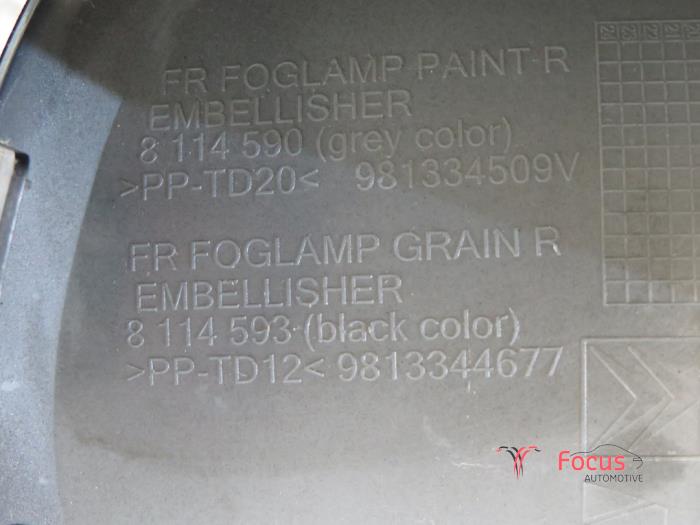 FR FOGLAMP PAINT R
EMBELLISHER
8 114 590 (grey color)
>PP-TD20< 981334509V
FR FOGLAMP GRAIN R
EMBELLISHER
8 114 593 (black color)
>PP-TD12< 9813344677
Focus
AUTOMOTIVE